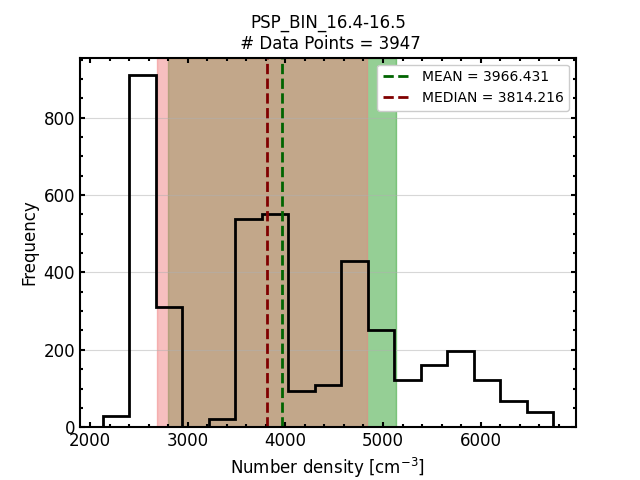 PSP_BIN_16.4-16.5
# Data Points = 3947
MEAN = 3966.431
MEDIAN = 3814.216
Frequency
800
600
400
200
0
2000 3000 4000 5000 6000
Number density [cm⁻³]